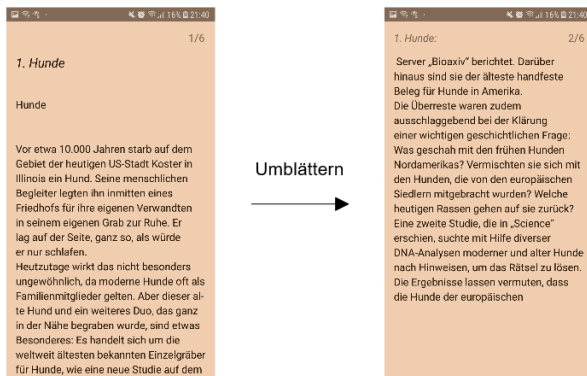 16% 21:40
1/6
1. Hunde
Hunde
Vor etwa 10.000 Jahren starb auf dem
Gebiet der heutigen US-Stadt Koster in
Illinois ein Hund. Seine menschlichen
Begleiter legten ihn inmitten eines
Friedhofs für ihre eigenen Verwandten
in seinem eigenen Grab zur Ruhe. Er
lag auf der Seite, ganz so, als würde
er nur schlafen.
Heutzutage wirkt das nicht besonders
ungewöhnlich, da moderne Hunde oft als
Familienmitglieder gelten. Aber dieser al-
te Hund und ein weiteres Duo, das ganz
in der Nähe begraben wurde, sind etwas
Besonderes: Es handelt sich um die
weltweit ältesten bekannten Einzelgräber
für Hunde, wie eine neue Studie auf dem
Umblättern
16% 21:40
1. Hunde: 2/6
Server „Bioaxiv“ berichtet. Darüber
hinaus sind sie der älteste handfeste
Beleg für Hunde in Amerika.
Die Überreste waren zudem
ausschlaggebend bei der Klärung
einer wichtigen geschichtlichen Frage:
Was geschah mit den frühen Hunden
Nordamerikas? Vermischten sie sich mit
den Hunden, die von den europäischen
Siedlern mitgebracht wurden? Welche
heutigen Rassen gehen auf sie zurück?
Eine zweite Studie, die in „Science“
erschien, suchte mit Hilfe diverser
DNA-Analysen moderner und alter Hunde
nach Hinweisen, um das Rätsel zu lösen.
Die Ergebnisse lassen vermuten, dass
die Hunde der europäischen